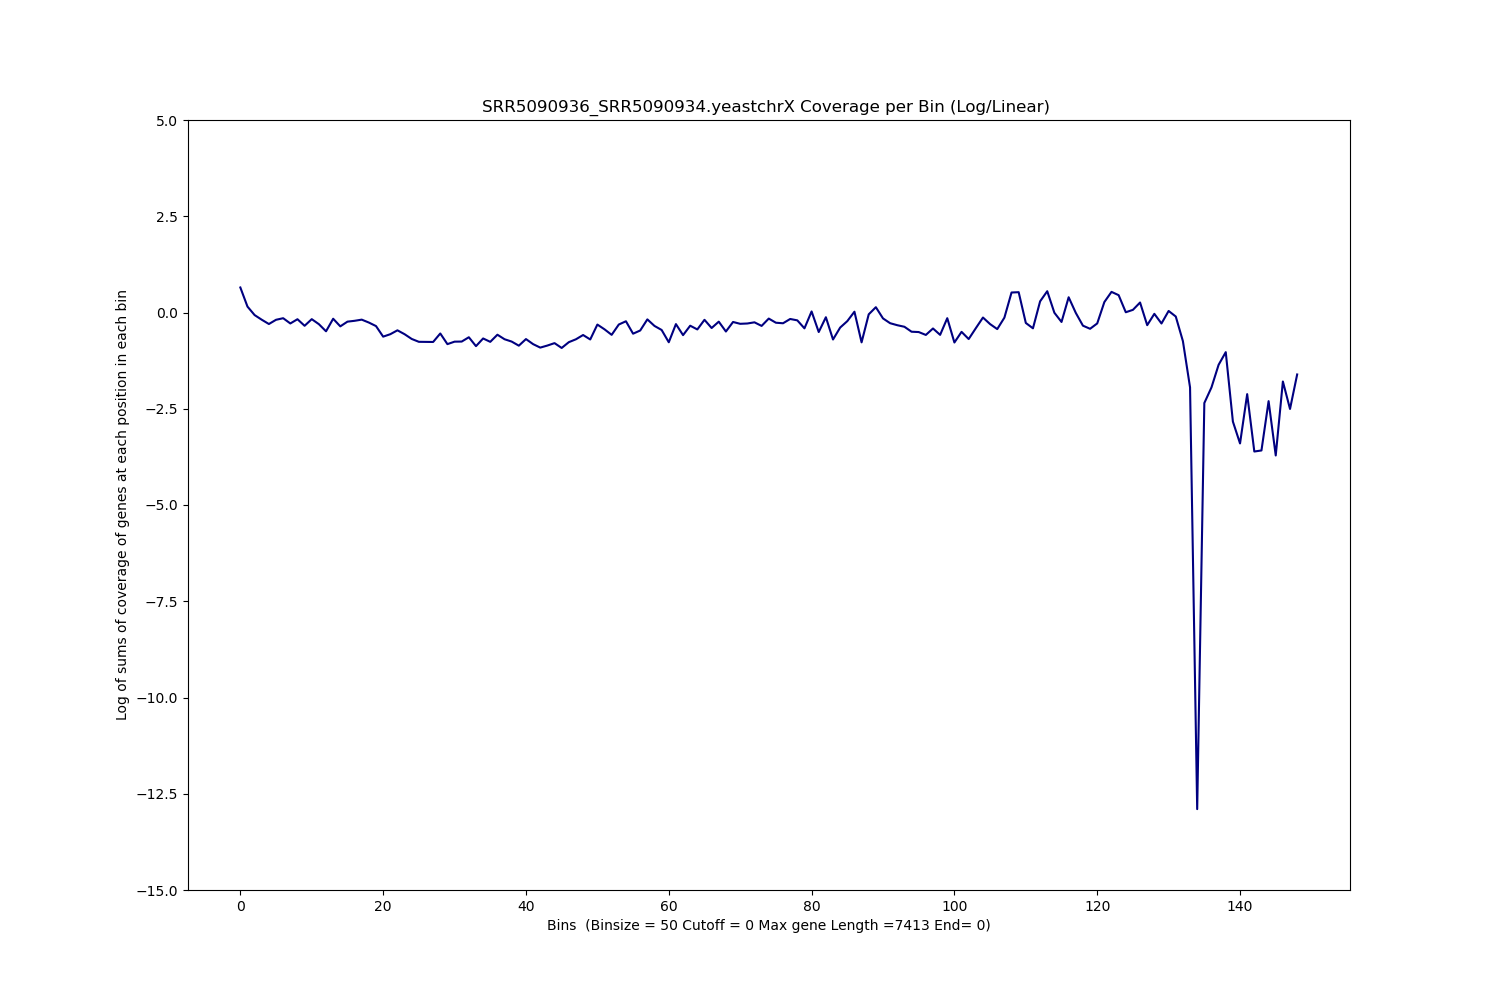 SRR5090936_SRR5090934.yeastchrX Coverage per Bin (Log/Linear)
5.0
2.5
0.0
−2.5
−5.0
−7.5
−10.0
−12.5
−15.0
Log of sums of coverage of genes at each position in each bin
0 20 40 60 80 100 120 140
Bins  (Binsize = 50 Cutoff = 0 Max gene Length =7413 End= 0)